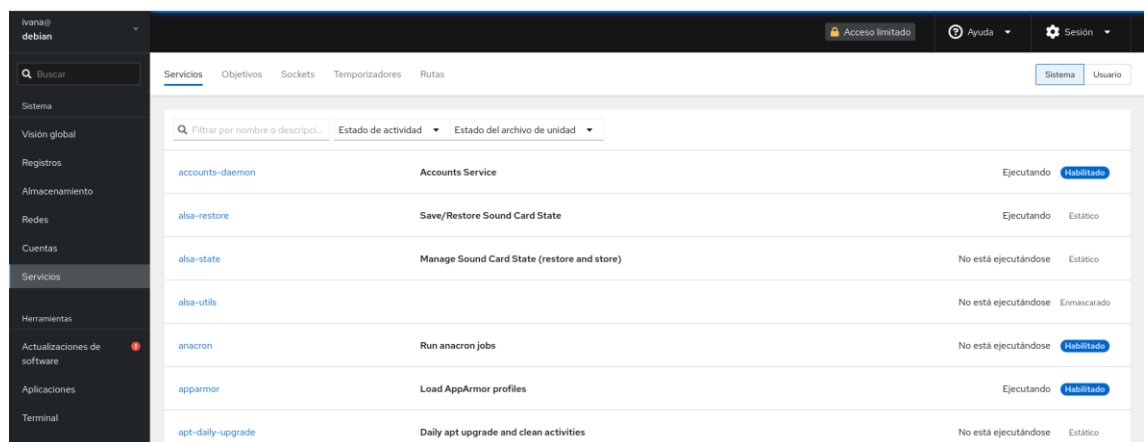 ivana@
debian
Acceso limitado
Ayuda
Sesión
Buscar
Servicios Objetivos Sockets Temporizadores Rutas
Sistema Usuario
Sistema
Visión global
Registros
Almacenamiento
Redes
Cuentas
Servicios
Herramientas
Actualizaciones de
software
Aplicaciones
Terminal
Filtrar por nombre o descripci... Estado de actividad Estado del archivo de unidad
accounts-daemon Accounts Service Ejecutando Habilitado
alsa-restore Save/Restore Sound Card State Ejecutando Estático
alsa-state Manage Sound Card State (restore and store) No está ejecutándose Estático
alsa-utils No está ejecutándose Enmascarado
anacron Run anacron jobs No está ejecutándose Habilitado
apparmor Load AppArmor profiles Ejecutando Habilitado
apt-daily-upgrade Daily apt upgrade and clean activities No está ejecutándose Estático